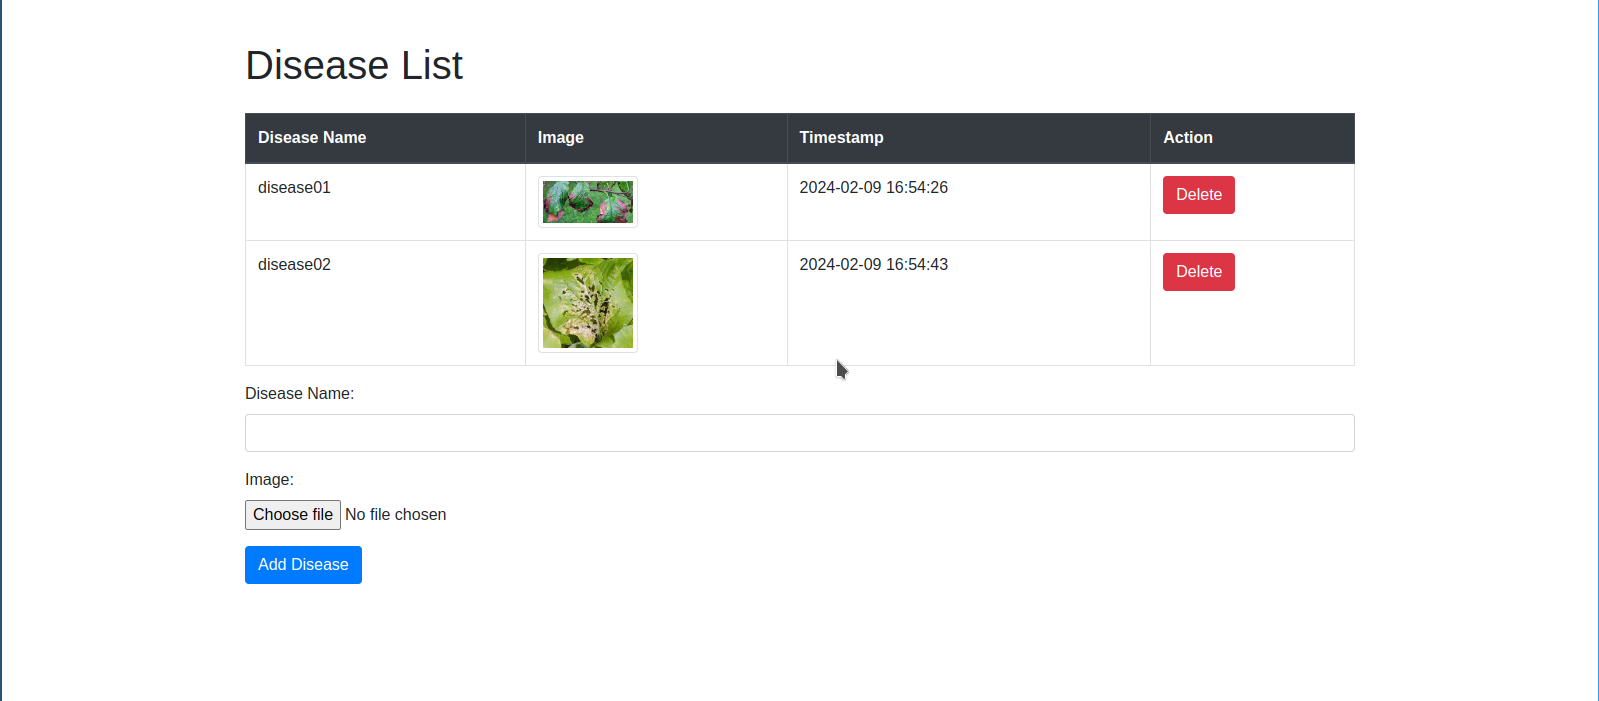 Disease List
Disease Name Image Timestamp Action
disease01 2024-02-09 16:54:26 Delete
disease02 2024-02-09 16:54:43 Delete
Disease Name:
Image:
Choose file No file chosen
Add Disease